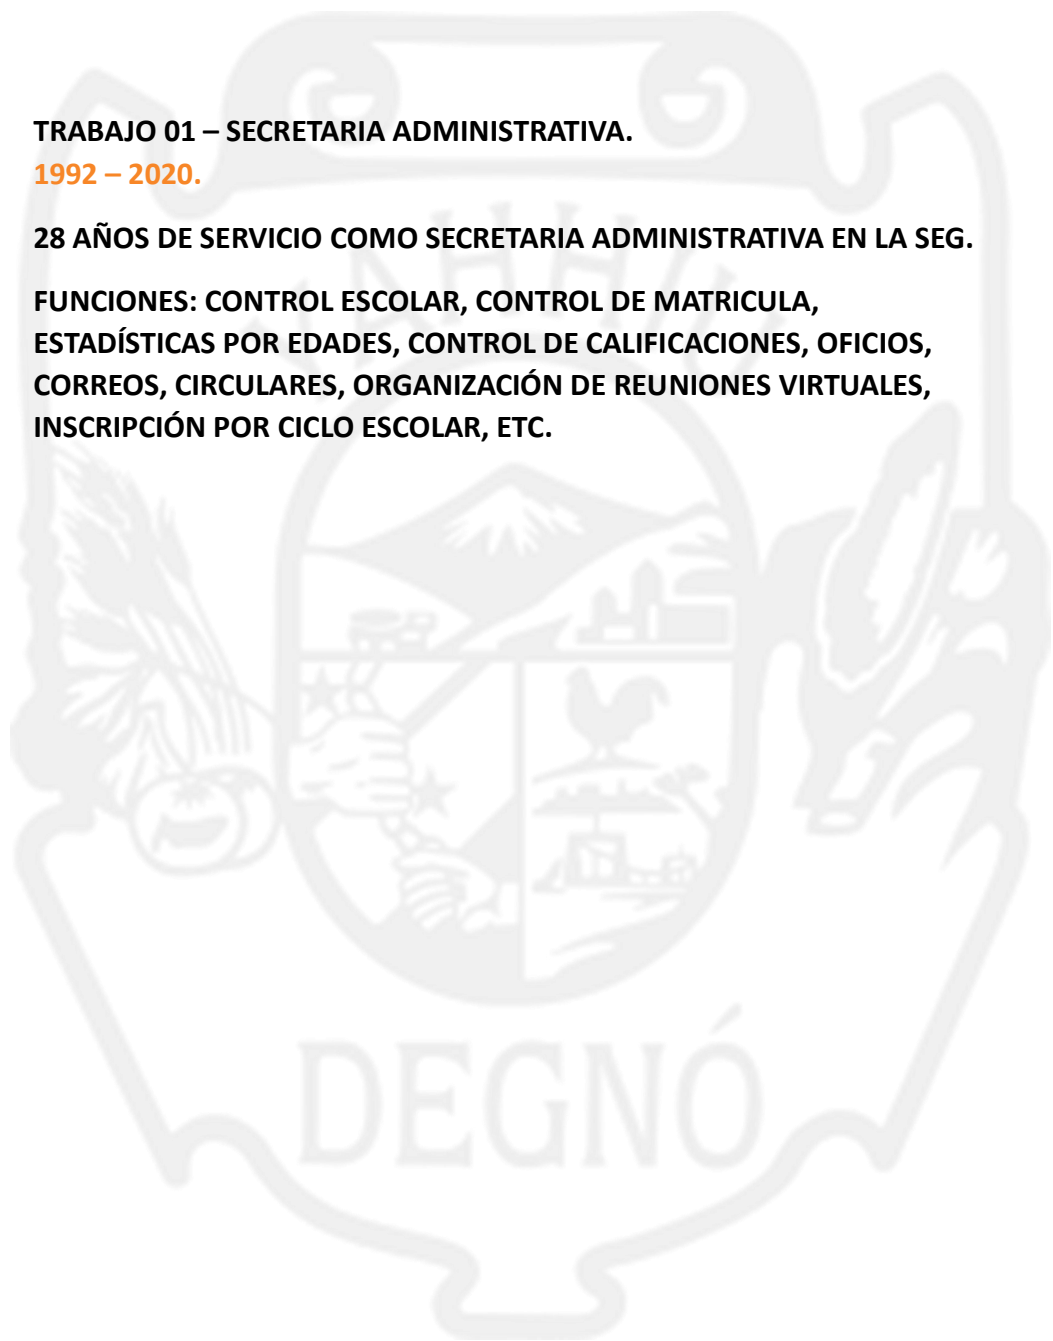 TRABAJO 01 – SECRETARIA ADMINISTRATIVA.
1992 – 2020.
28 AÑOS DE SERVICIO COMO SECRETARIA ADMINISTRATIVA EN LA SEG.
FUNCIONES: CONTROL ESCOLAR, CONTROL DE MATRICULA,
ESTADÍSTICAS POR EDADES, CONTROL DE CALIFICACIONES, OFICIOS,
CORREOS, CIRCULARES, ORGANIZACIÓN DE REUNIONES VIRTUALES,
INSCRIPCIÓN POR CICLO ESCOLAR, ETC.
DEGNÓ